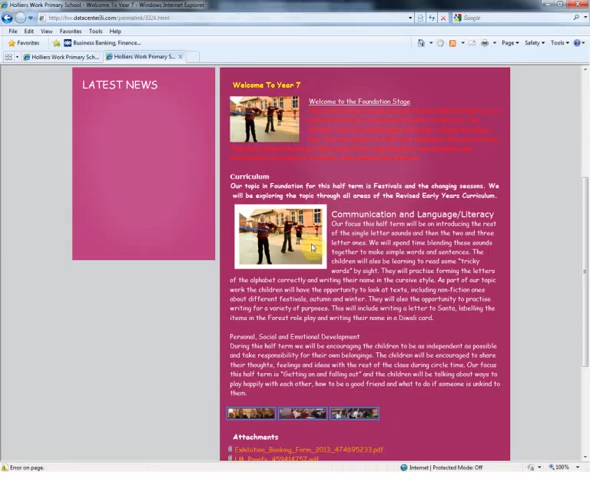 Holliers Work Primary School - Welcome To Year 7 - Windows Internet Explorer
File Edit View Favorites Tools Help
Google
Favorites Business Banking, Finance...
Holliers Work Primary Sch... Holliers Work Primary S... X
Page Safety Tools
LATEST NEWS
Welcome To Year 7
Welcome to the Foundation Stage
Curriculum
Our topic in Foundation for this half term is Festivals and the changing seasons. We
will be exploring the topic through all areas of the Revised Early Years Curriculum.
Communication and Language/Literacy
Our focus this half term will be on introducing the rest
of the single letter sounds and then the two and three
letter ones. We will spend time blending these sounds
together to make simple words and sentences. The
children will also be learning to read some "tricky
words" by sight. They will practise forming the letters
of the alphabet correctly and writing their name in the cursive style. As part of our topic
work the children will have the opportunity to look at texts, including non-fiction ones
about different festivals, autumn and winter. They will also the opportunity to practise
writing for a variety of purposes. This will include writing a letter to Santa, labelling the
items in the Forest role play and writing their name in a Diwali card.
Personal, Social and Emotional Development
During this half term we will be encouraging the children to be as independent as possible
and take responsibility for their own belongings. The children will be encouraged to share
their thoughts, feelings and ideas with the rest of the class during circle time. Our focus
this half term is "Getting on and falling out" and the children will be talking about ways to
play happily with each other, how to be a good friend and what to do if someone is unkind to
them.
Attachments
Exhibition_Booking_Form_2013_474695233.pdf
Error on page.
Internet | Protected Mode: Off
100%